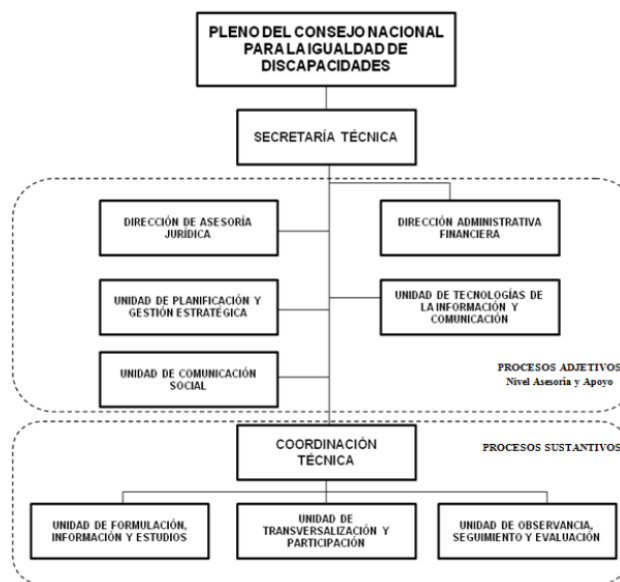 PLENO DEL CONSEJO NACIONAL
PARA LA IGUALDAD DE
DISCAPACIDADES
SECRETARÍA TÉCNICA
DIRECCIÓN DE ASESORÍA
JURÍDICA
DIRECCIÓN ADMINISTRATIVA
FINANCIERA
UNIDAD DE PLANIFICACIÓN Y
GESTIÓN ESTRATÉGICA
UNIDAD DE TECNOLOGÍAS DE
LA INFORMACIÓN Y
COMUNICACIÓN
UNIDAD DE COMUNICACIÓN
SOCIAL
PROCESOS ADJETIVOS
Nivel Asesoría y Apoyo
COORDINACIÓN
TÉCNICA
PROCESOS SUSTANTIVOS
UNIDAD DE FORMULACIÓN,
INFORMACIÓN Y ESTUDIOS
UNIDAD DE
TRANSVERSALIZACIÓN Y
PARTICIPACIÓN
UNIDAD DE OBSERVANCIA,
SEGUIMIENTO Y EVALUACIÓN